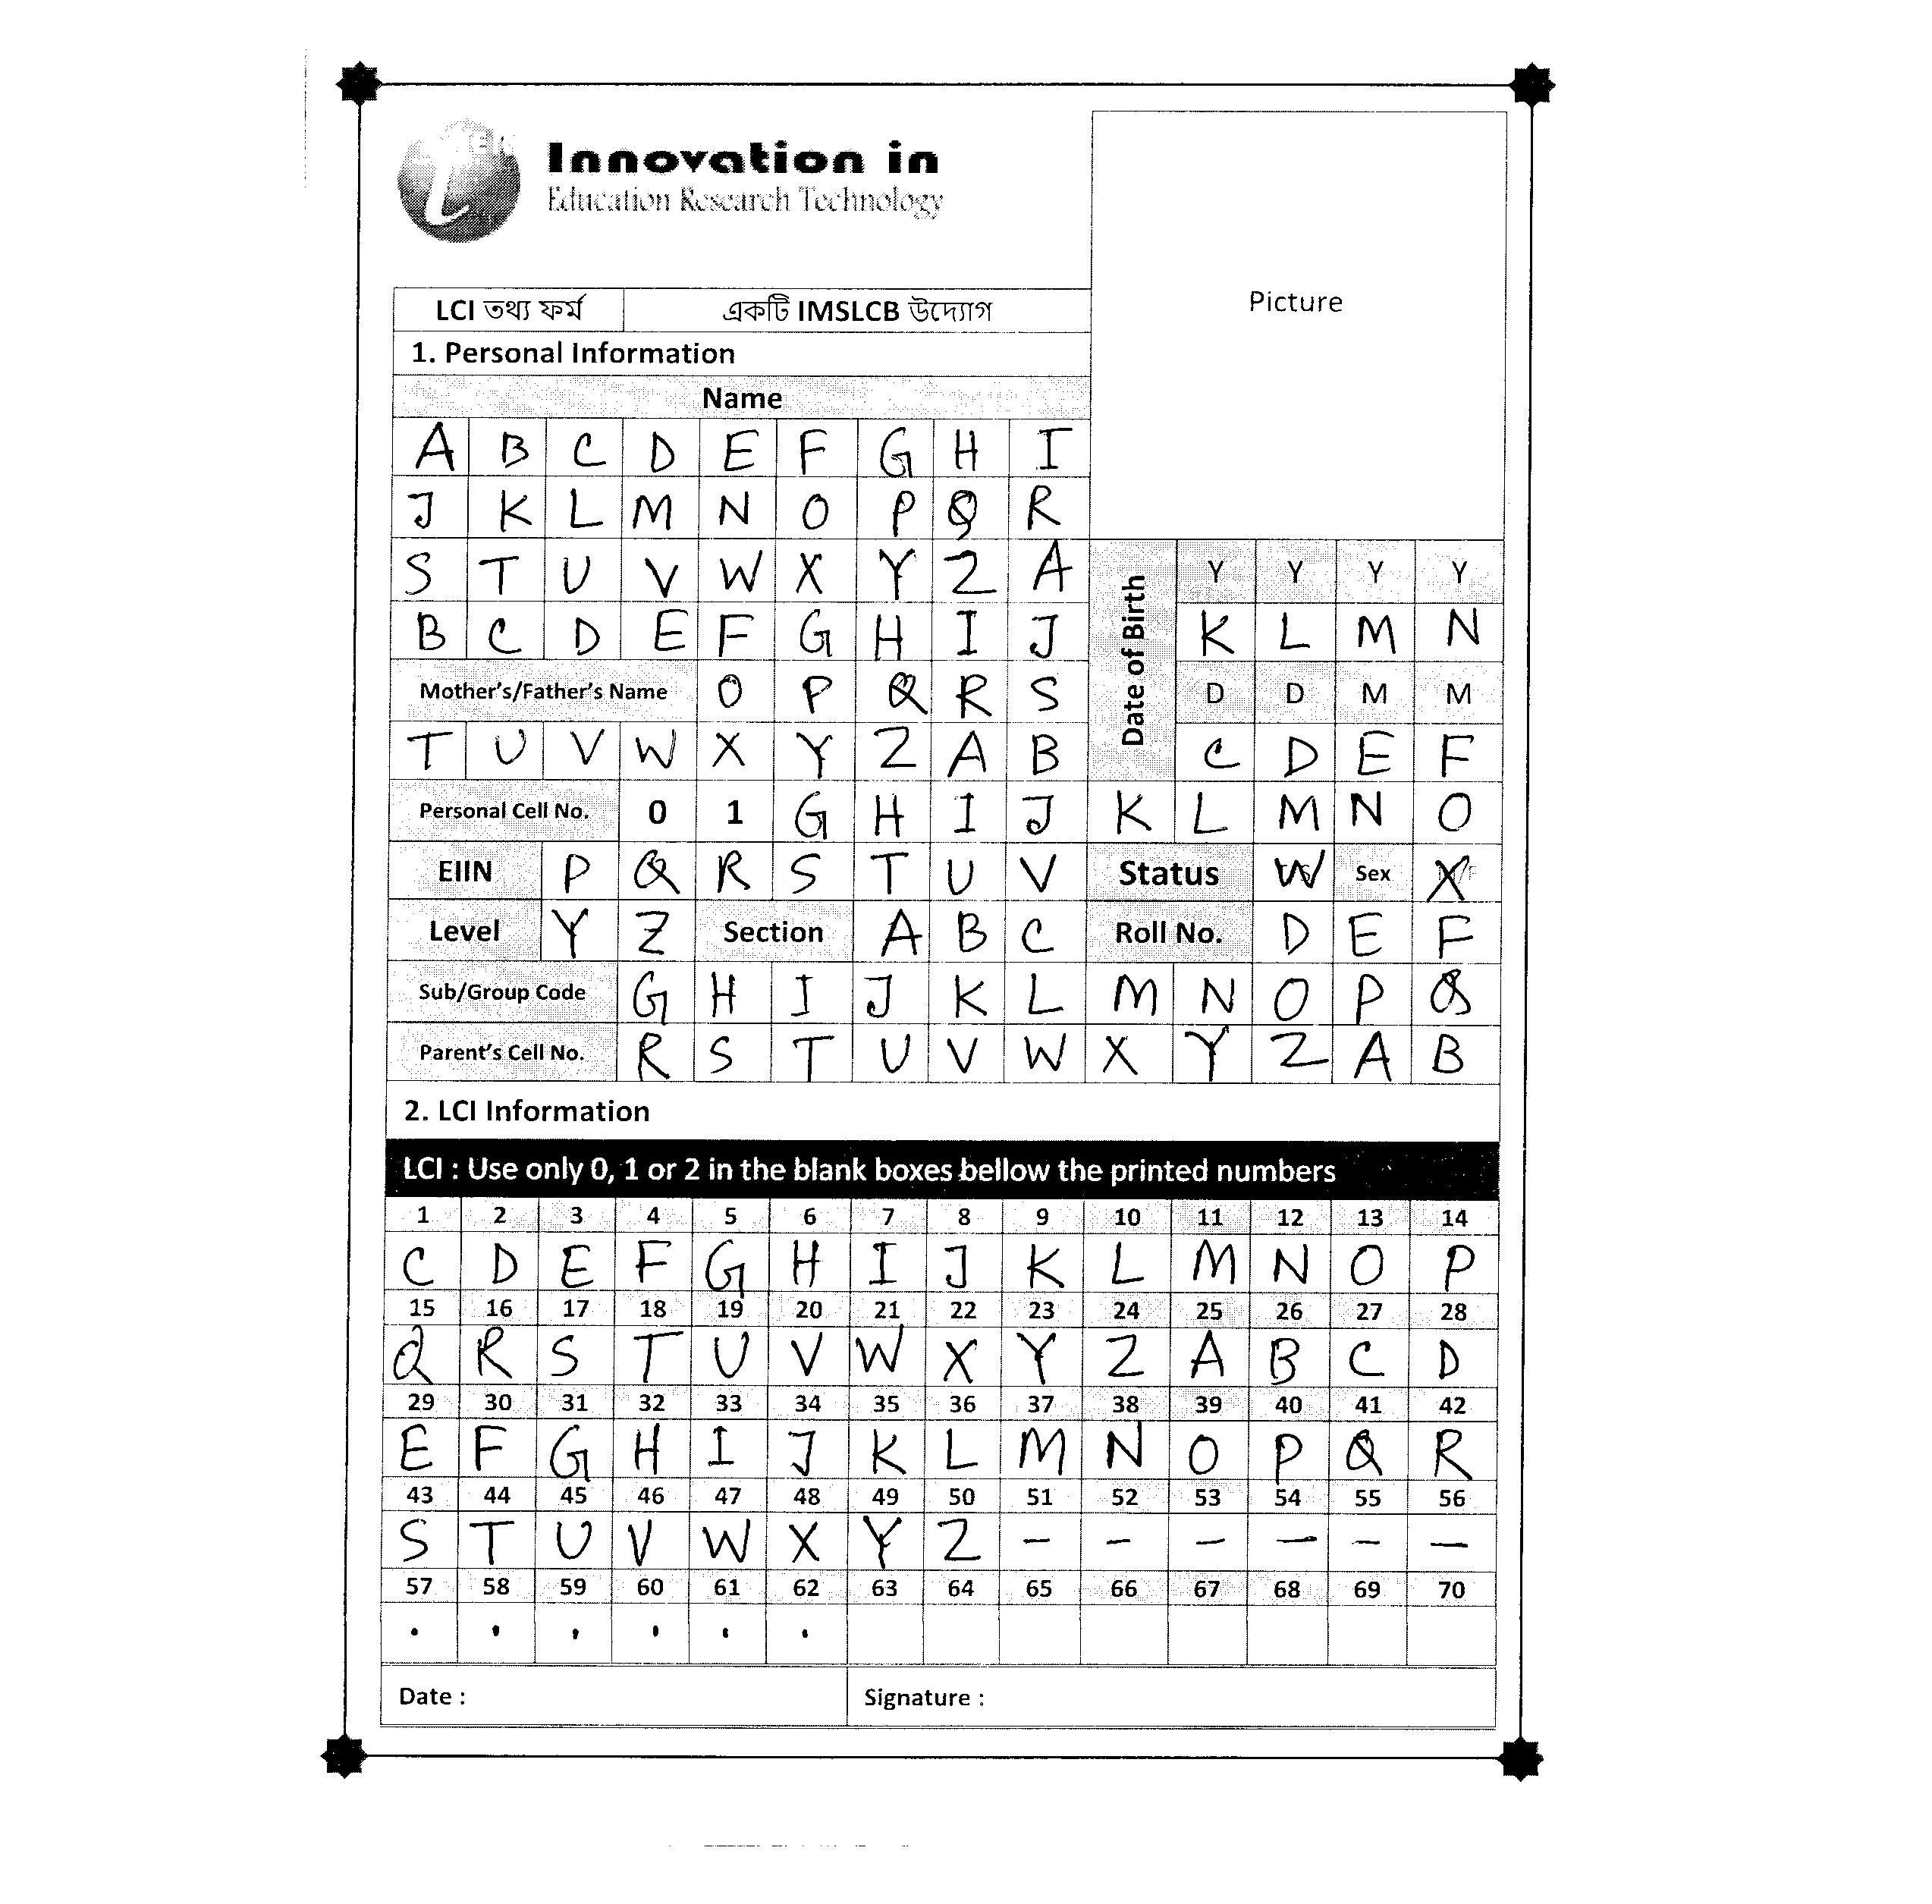 Innovation in
Education Research Technology
Picture
LCI তথ্য ফর্ম একটি IMSLCB উদ্যোগ
1. Personal Information
Name
A B C D E F G H I
J K L M N O P Q R
S T U V W X Y Z A
B C D E F G H I J
Date of Birth
Y Y Y Y
K L M N
D D M M
C D E F
Mother's/Father's Name O P Q R S
T U V W X Y Z A B
Personal Cell No. 0 1 G H I J K L M N O
EIIN P Q R S T U V Status W Sex X
Level Y Z Section A B C Roll No. D E F
Sub/Group Code G H I J K L M N O P Q
Parent's Cell No. R S T U V W X Y Z A B
2. LCI Information
LCI : Use only 0, 1 or 2 in the blank boxes bellow the printed numbers
1 2 3 4 5 6 7 8 9 10 11 12 13 14
C D E F G H I J K L M N O P
15 16 17 18 19 20 21 22 23 24 25 26 27 28
Q R S T U V W X Y Z A B C D
29 30 31 32 33 34 35 36 37 38 39 40 41 42
E F G H I J K L M N O P Q R
43 44 45 46 47 48 49 50 51 52 53 54 55 56
S T U V W X Y Z – – – – – –
57 58 59 60 61 62 63 64 65 66 67 68 69 70
. . . . . .
Date : Signature :